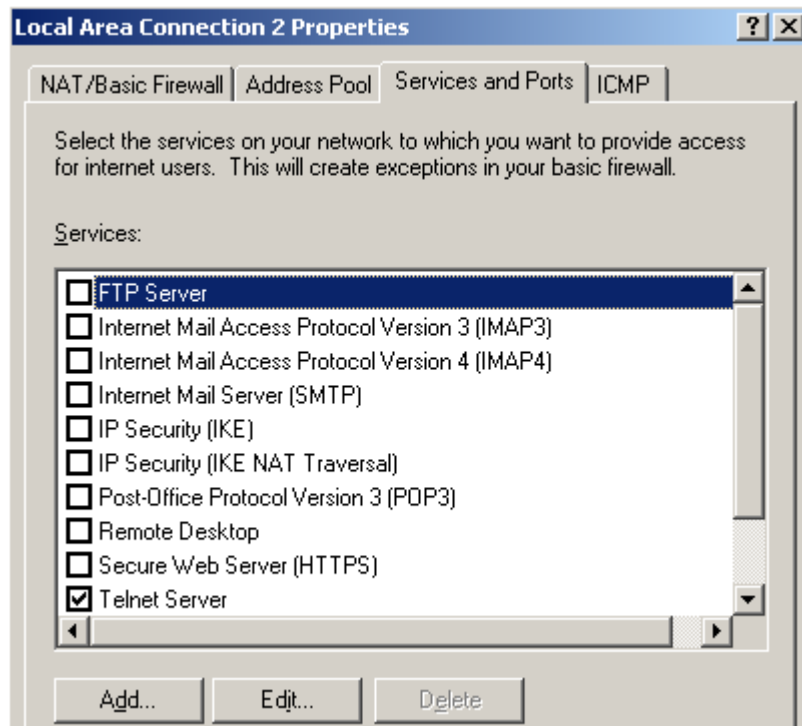 Local Area Connection 2 Properties
NAT/Basic Firewall Address Pool Services and Ports ICMP
Select the services on your network to which you want to provide access
for internet users. This will create exceptions in your basic firewall.
Services:
FTP Server
Internet Mail Access Protocol Version 3 (IMAP3)
Internet Mail Access Protocol Version 4 (IMAP4)
Internet Mail Server (SMTP)
IP Security (IKE)
IP Security (IKE NAT Traversal)
Post-Office Protocol Version 3 (POP3)
Remote Desktop
Secure Web Server (HTTPS)
Telnet Server
Add... Edit... Delete